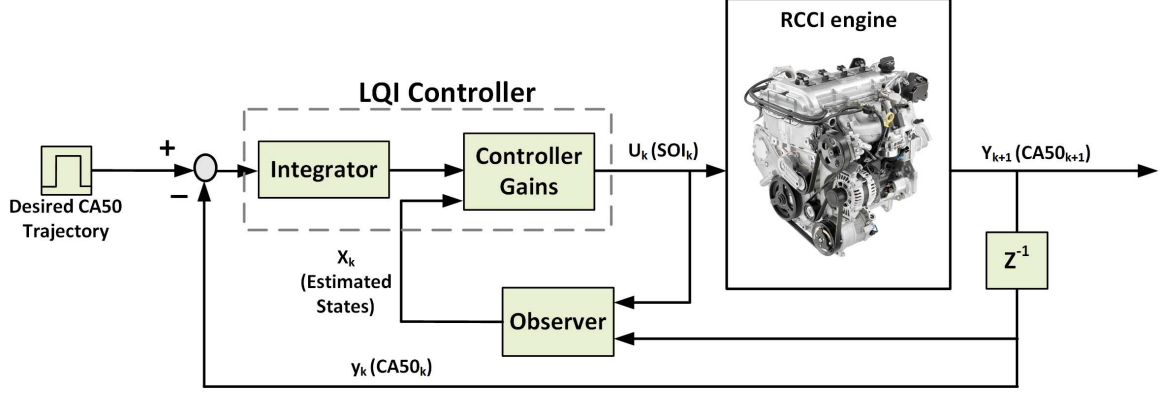 RCCI engine
LQI Controller
+
−
Integrator
Controller
Gains
Uₖ (SOIₖ)
Yₖ₊₁ (CA50ₖ₊₁)
Desired CA50
Trajectory
Z⁻¹
Xₖ
(Estimated
States)
Observer
yₖ (CA50ₖ)